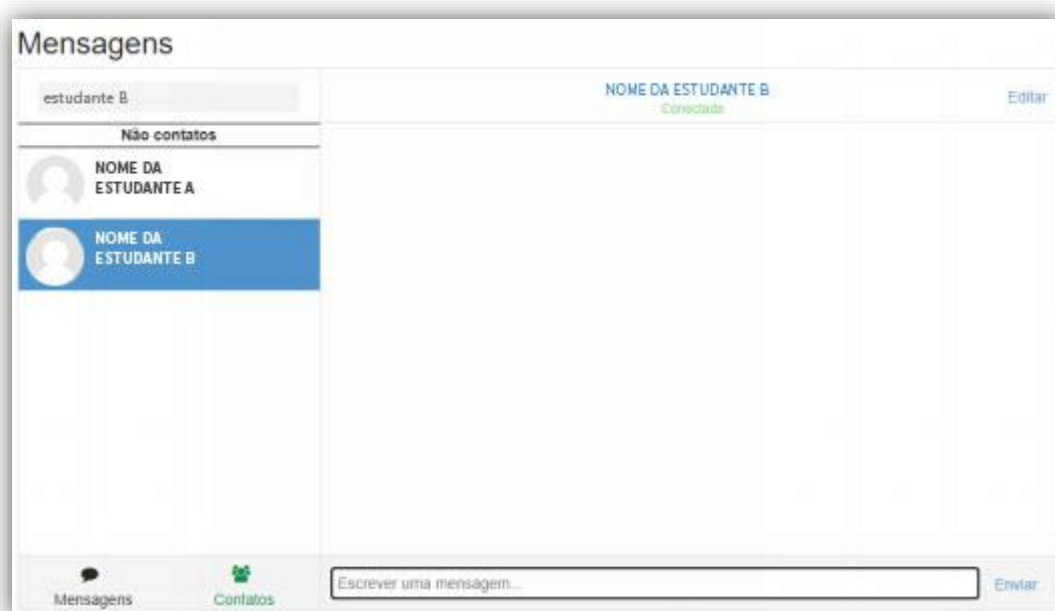 Mensagens
estudante B
NOME DA ESTUDANTE B
Conectado
Editar
Não contatos
NOME DA
ESTUDANTE A
NOME DA
ESTUDANTE B
Mensagens
Contatos
Escrever uma mensagem...
Enviar